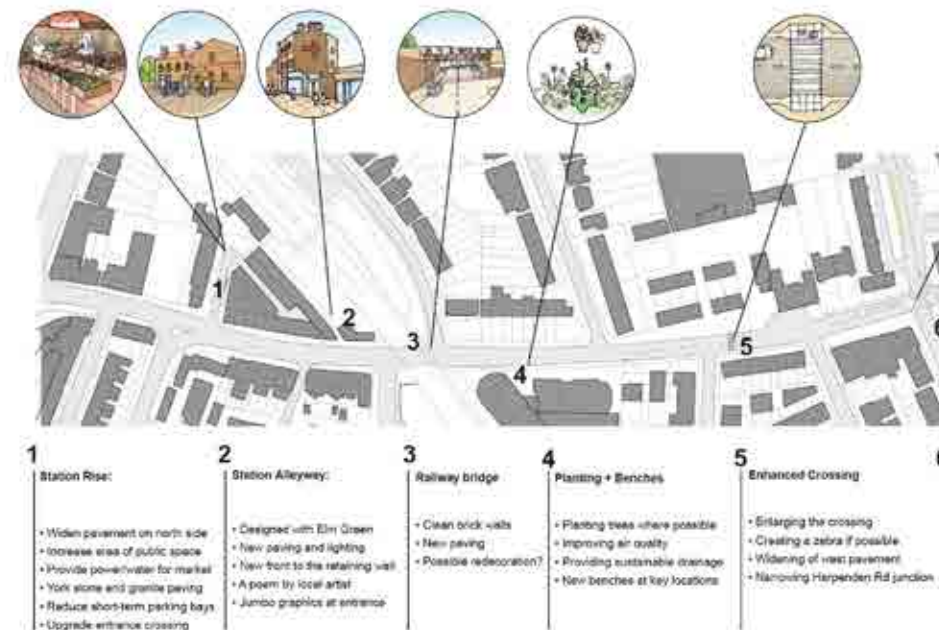 1
2
3
4
5
6
1
Station Rise:
• Widen pavement on north side
• Increase area of public space
• Provide power/water for market
• York stone and granite paving
• Reduce short-term parking bays
• Upgrade entrance crossing
2
Station Alleyway:
• Designed with Elm Green
• New paving and lighting
• New front to the retaining wall
• A poem by local artist
• Jumbo graphics at entrance
3
Railway bridge
• Clean brick walls
• New paving
• Possible redecoration?
4
Planting + Benches
• Planting trees where possible
• Improving air quality
• Providing sustainable drainage
• New benches at key locations
5
Enhanced Crossing
• Enlarging the crossing
• Creating a zebra if possible
• Widening of west pavement
• Narrowing Harpenden Rd junction
6